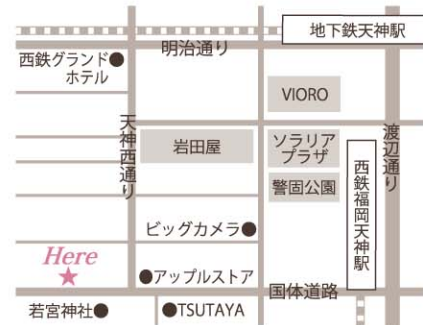 地下鉄天神駅
明治通り
西鉄グランド
ホテル
VIORO
天神西通り
岩田屋
ソラリア
プラザ
渡辺通り
警固公園
西鉄福岡天神駅
ビッグカメラ
Here
アップルストア
国体道路
若宮神社
TSUTAYA